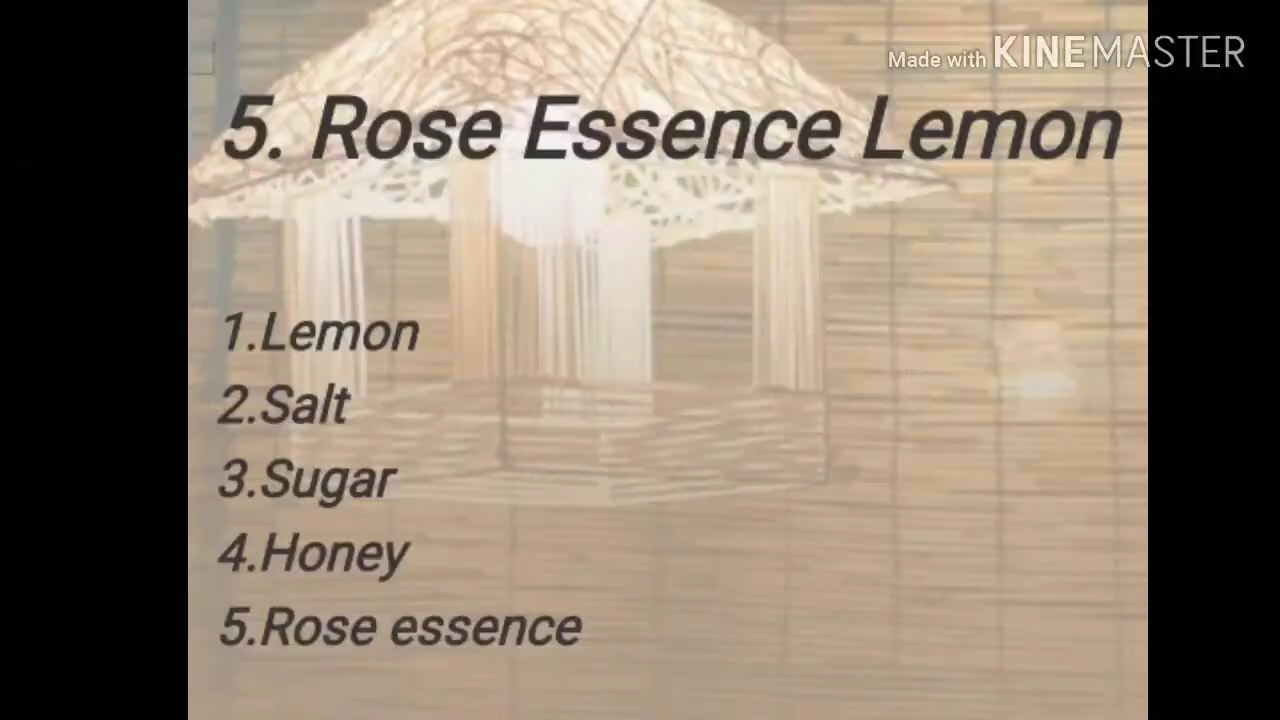 Made with KINEMASTER
5. Rose Essence Lemon
1.Lemon
2.Salt
3.Sugar
4.Honey
5.Rose essence